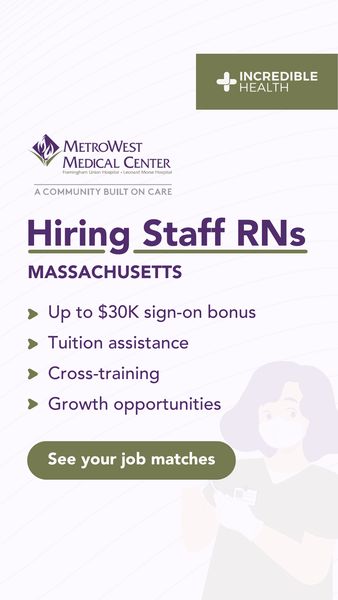 INCREDIBLE
HEALTH
METROWEST
MEDICAL CENTER
Framingham Union Hospital • Leonard Morse Hospital
A COMMUNITY BUILT ON CARE
Hiring Staff RNs
MASSACHUSETTS
Up to $30K sign-on bonus
Tuition assistance
Cross-training
Growth opportunities
See your job matches